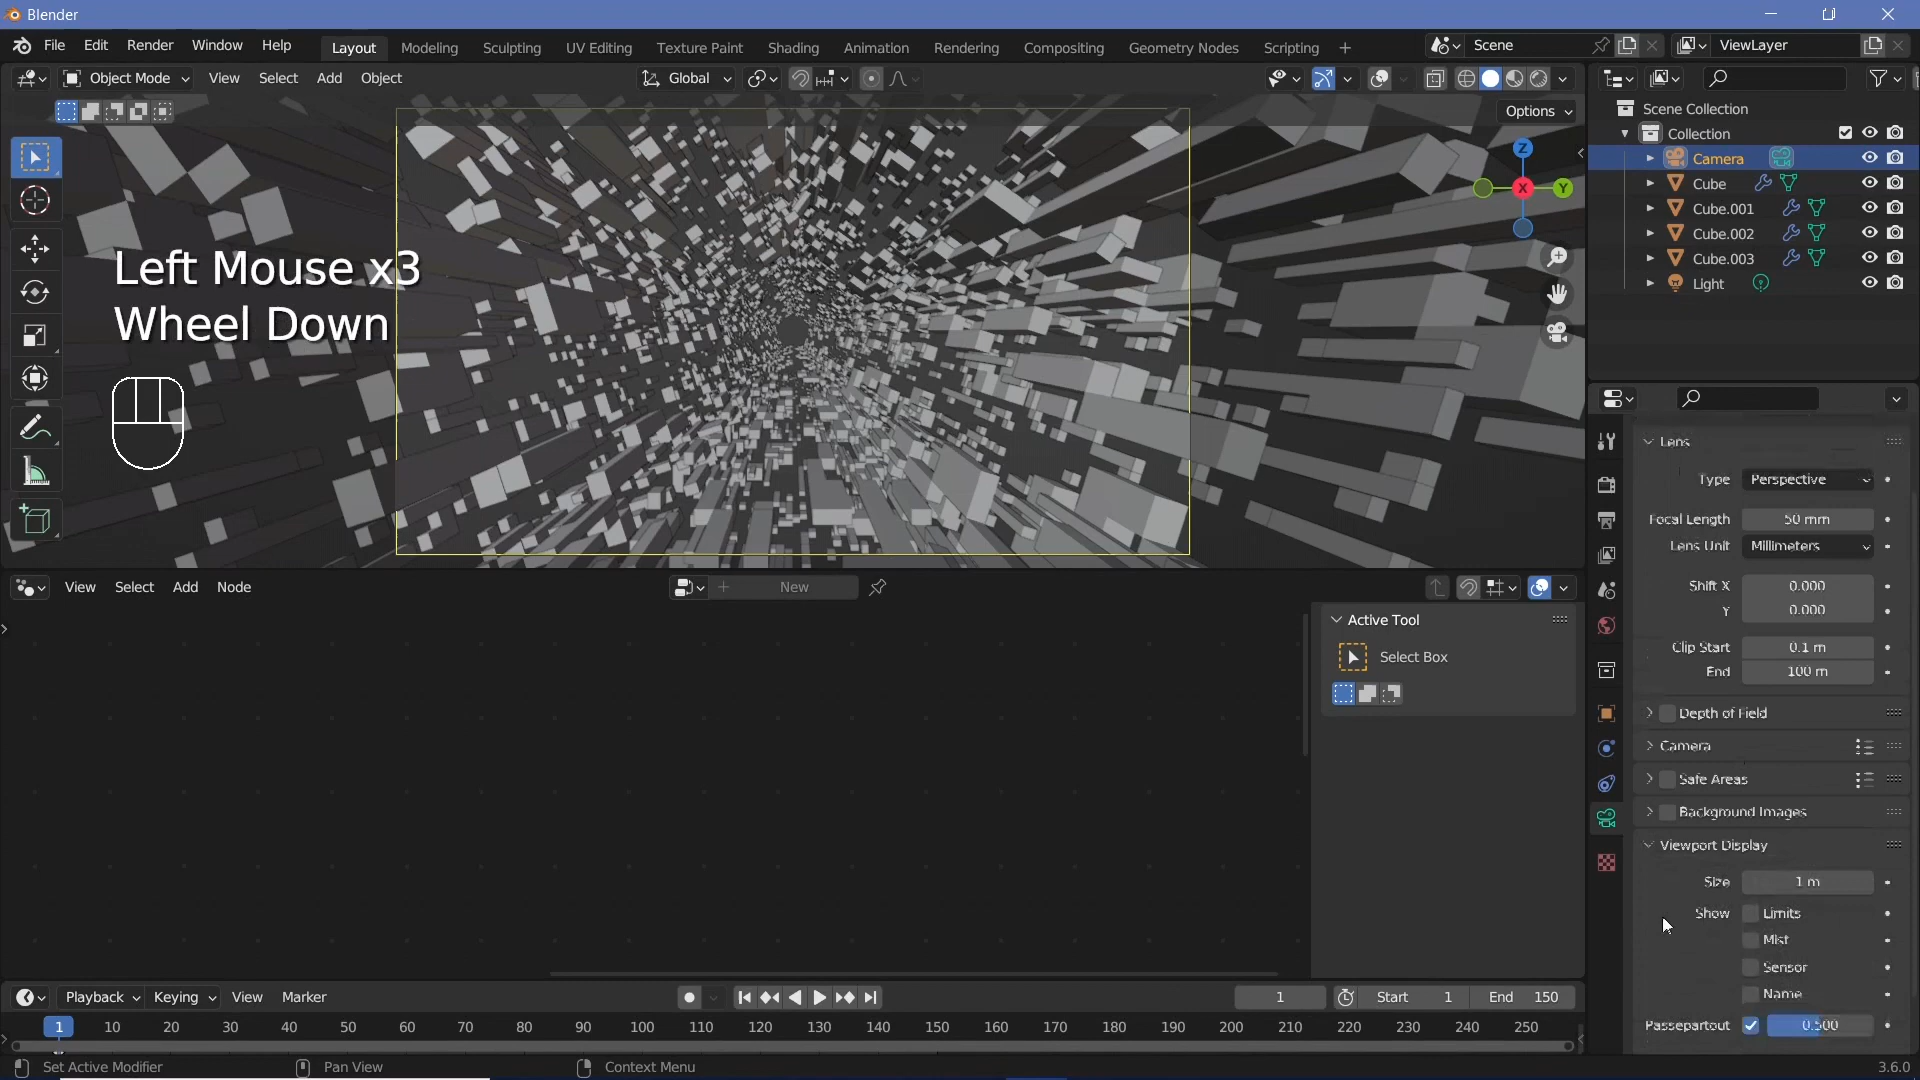 Blender
File Edit Render Window Help Layout Modeling Sculpting UV Editing Texture Paint Shading Animation Rendering Compositing Geometry Nodes Scripting + Scene ViewLayer
Object Mode View Select Add Object Global
Options
Z
X Y
Left Mouse x3
Wheel Down
Scene Collection
Collection
Camera
Cube
Cube.001
Cube.002
Cube.003
Light
Lens
Type Perspective
Focal Length 50 mm
Lens Unit Millimeters
Shift X 0.000
Y 0.000
Clip Start 0.1 m
End 100 m
Depth of Field
Camera
Safe Areas
Background Images
Viewport Display
Size 1 m
Show Limits
Mist
Sensor
Name
Passepartout 0.500
View Select Add Node New
Active Tool
Select Box
Playback Keying View Marker 1 Start 1 End 150
1 10 20 30 40 50 60 70 80 90 100 110 120 130 140 150 160 170 180 190 200 210 220 230 240 250
Set Active Modifier Pan View Context Menu 3.6.0